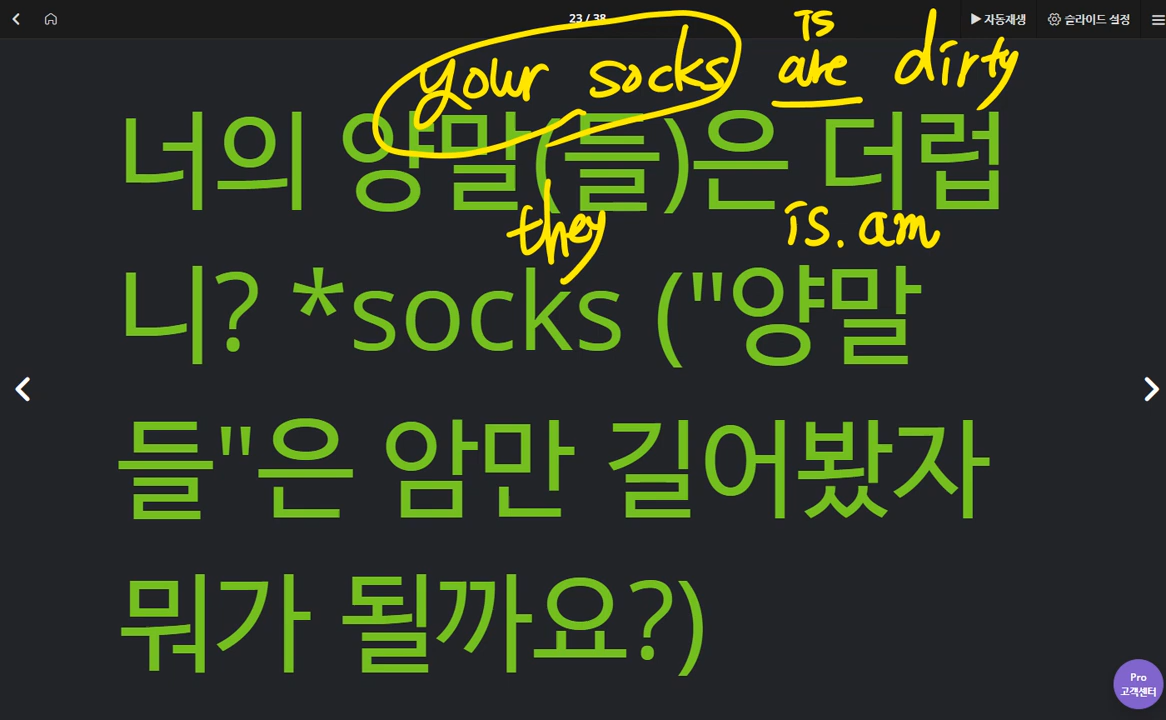 23 / 38
자동재생
슬라이드 설정
is
your socks are dirty
너의 양말(들)은 더럽
they
is. am
니? *socks ("양말
들"은 암만 길어봤자
뭐가 될까요?)
Pro
고객센터